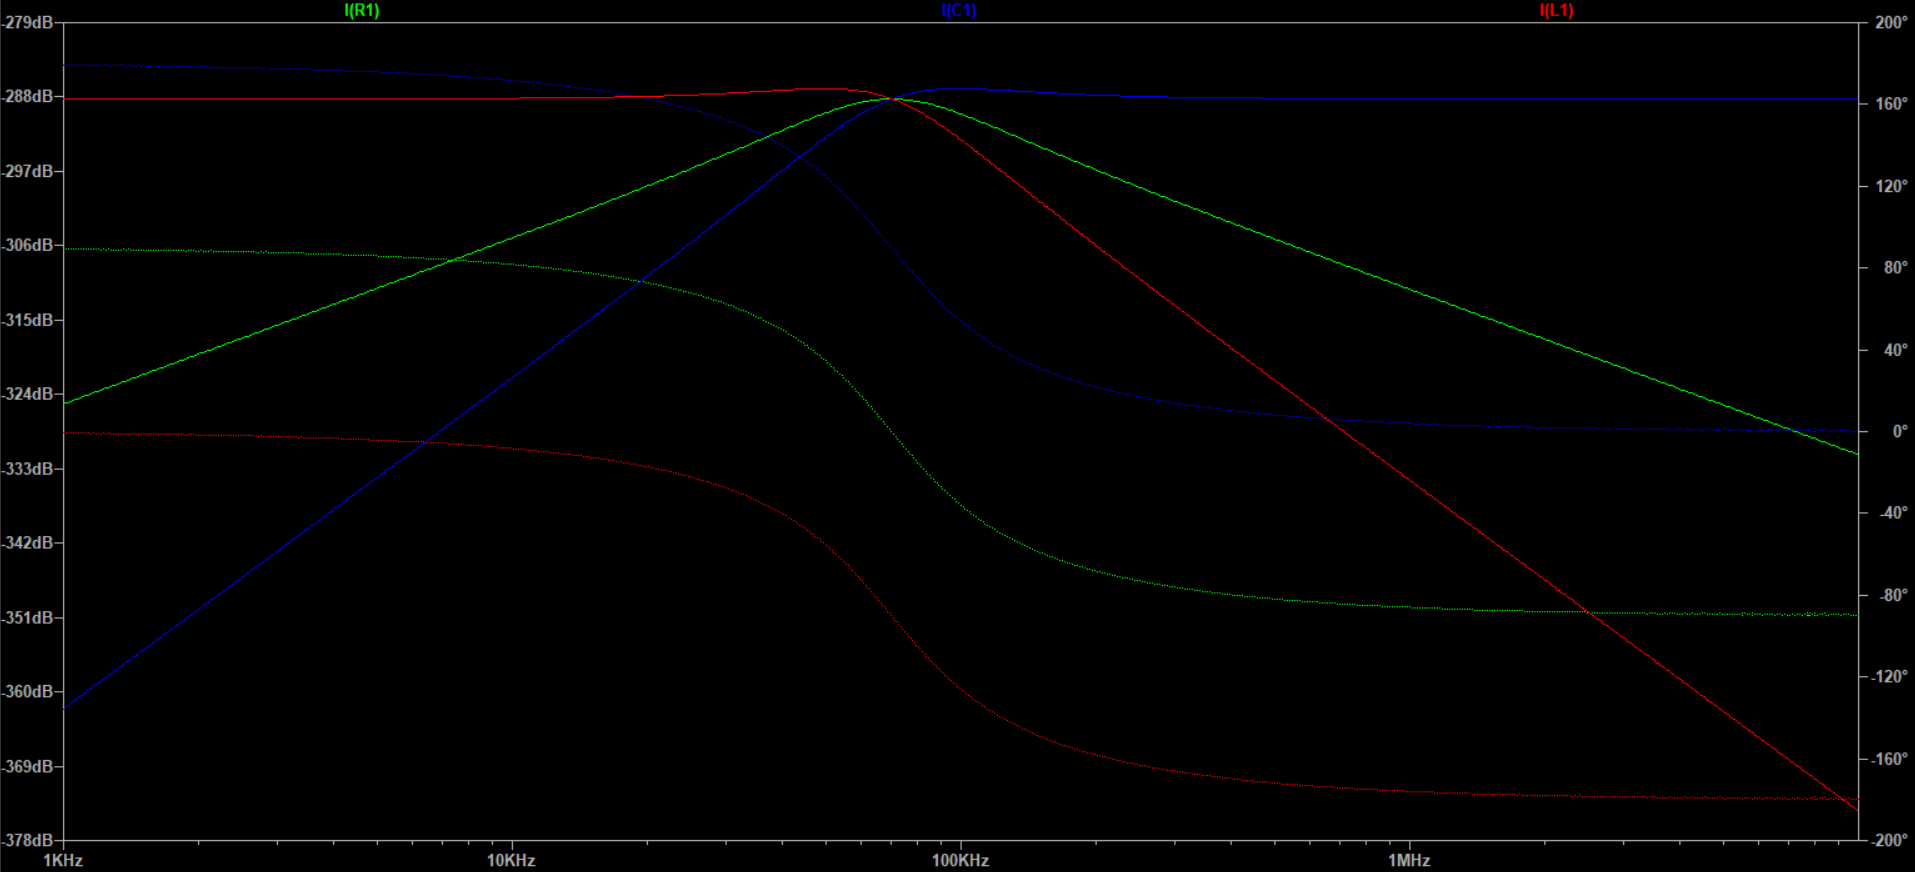 I(R1) I(C1) I(L1)
-279dB 200°
-288dB 160°
-297dB 120°
-306dB 80°
-315dB 40°
-324dB 0°
-333dB -40°
-342dB -80°
-351dB -120°
-360dB -160°
-369dB -200°
-378dB
1KHz 10KHz 100KHz 1MHz